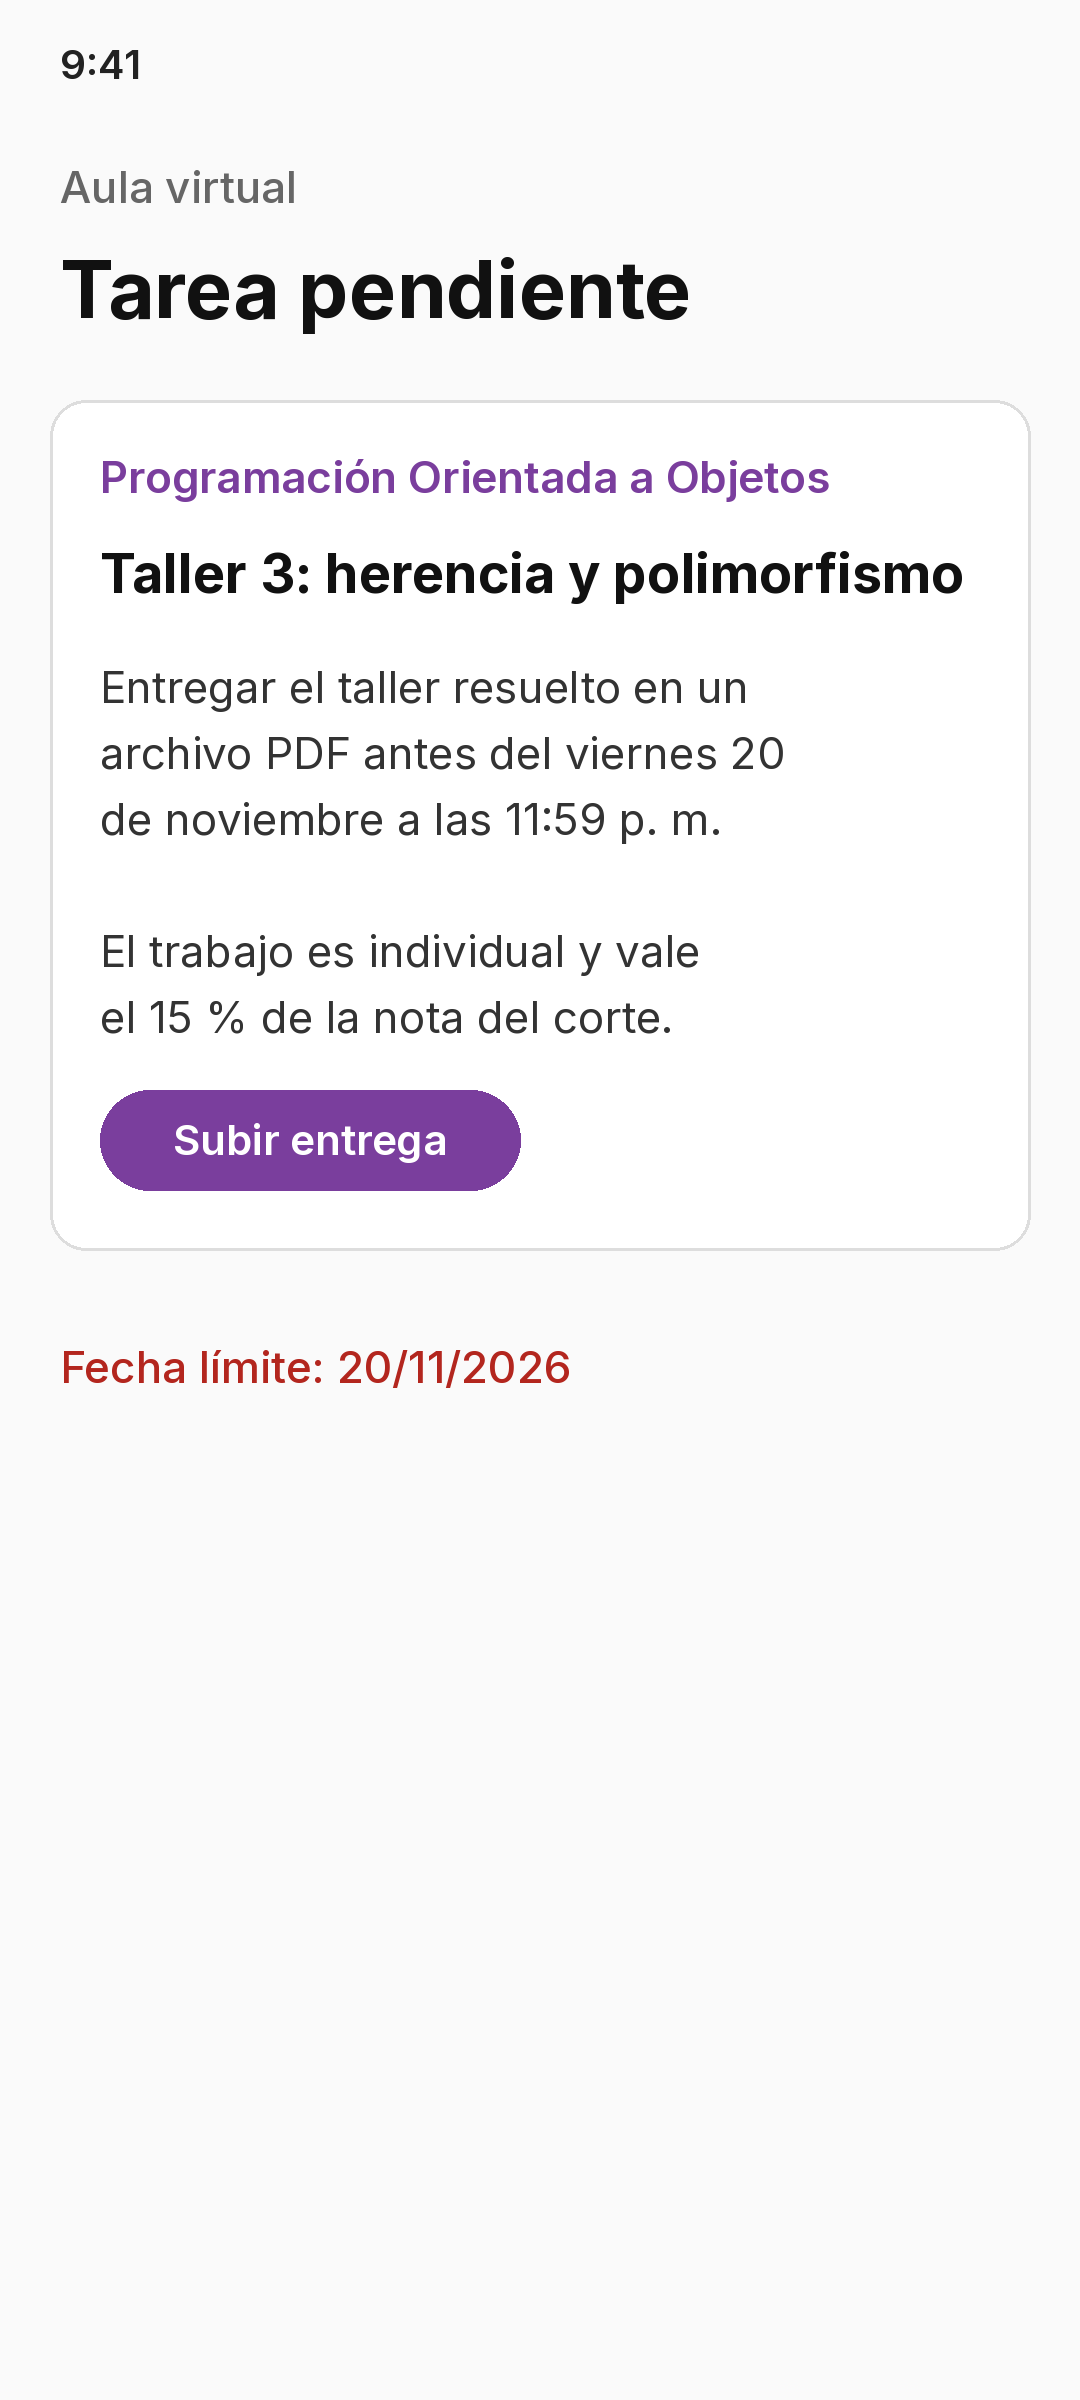 9:41
Aula virtual
Tarea pendiente
Programación Orientada a Objetos
Taller 3: herencia y polimorfismo
Entregar el taller resuelto en un
archivo PDF antes del viernes 20
de noviembre a las 11:59 p. m.
El trabajo es individual y vale
el 15 % de la nota del corte.
Subir entrega
Fecha límite: 20/11/2026